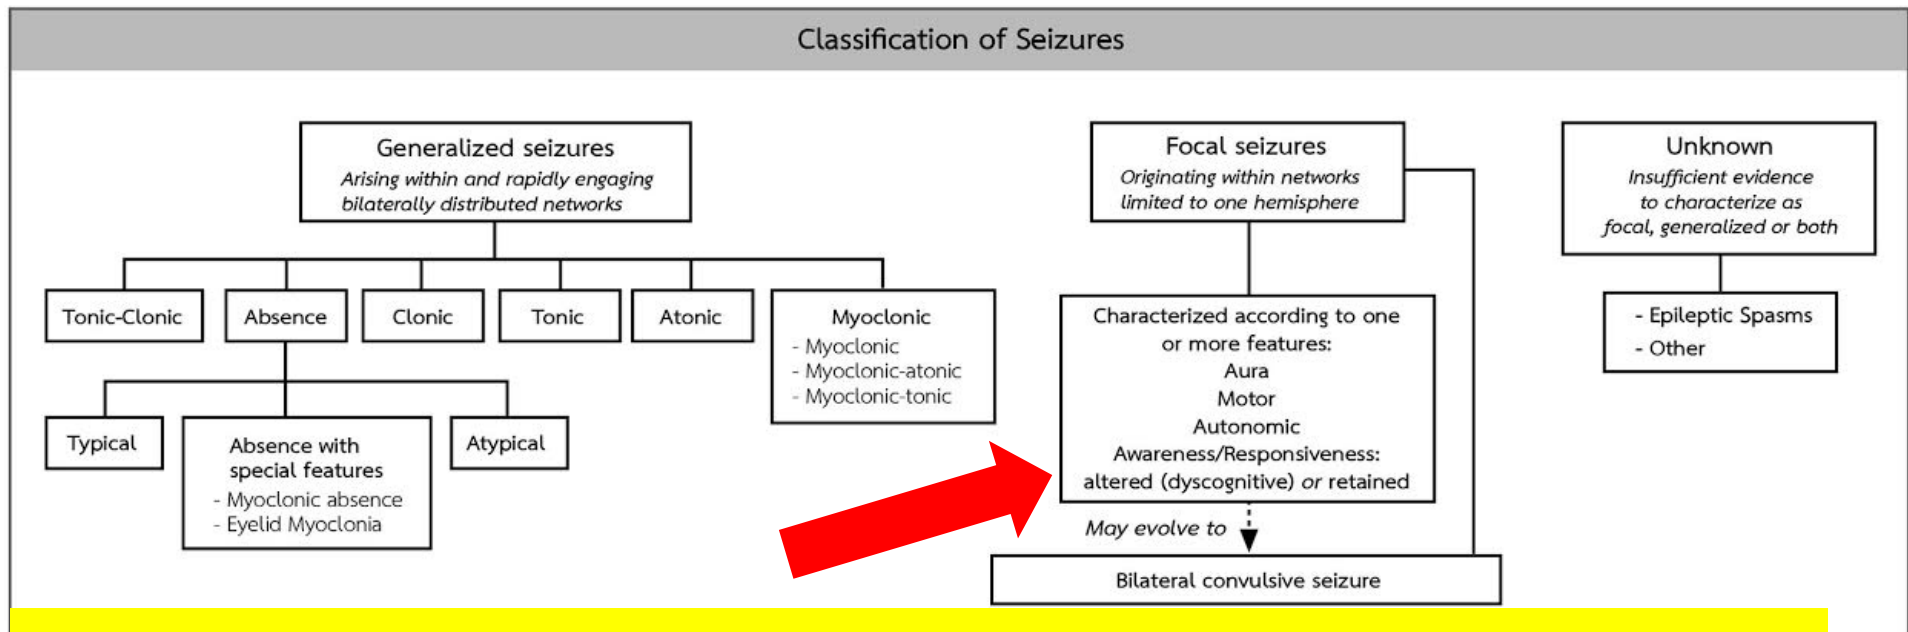 Classification of Seizures
Generalized seizures
Arising within and rapidly engaging
bilaterally distributed networks
Tonic-Clonic
Absence
Clonic
Tonic
Atonic
Myoclonic
- Myoclonic
- Myoclonic-atonic
- Myoclonic-tonic
Typical
Absence with
special features
- Myoclonic absence
- Eyelid Myoclonia
Atypical
Focal seizures
Originating within networks
limited to one hemisphere
Characterized according to one
or more features:
Aura
Motor
Autonomic
Awareness/Responsiveness:
altered (dyscognitive) or retained
May evolve to
Bilateral convulsive seizure
Unknown
Insufficient evidence
to characterize as
focal, generalized or both
- Epileptic Spasms
- Other